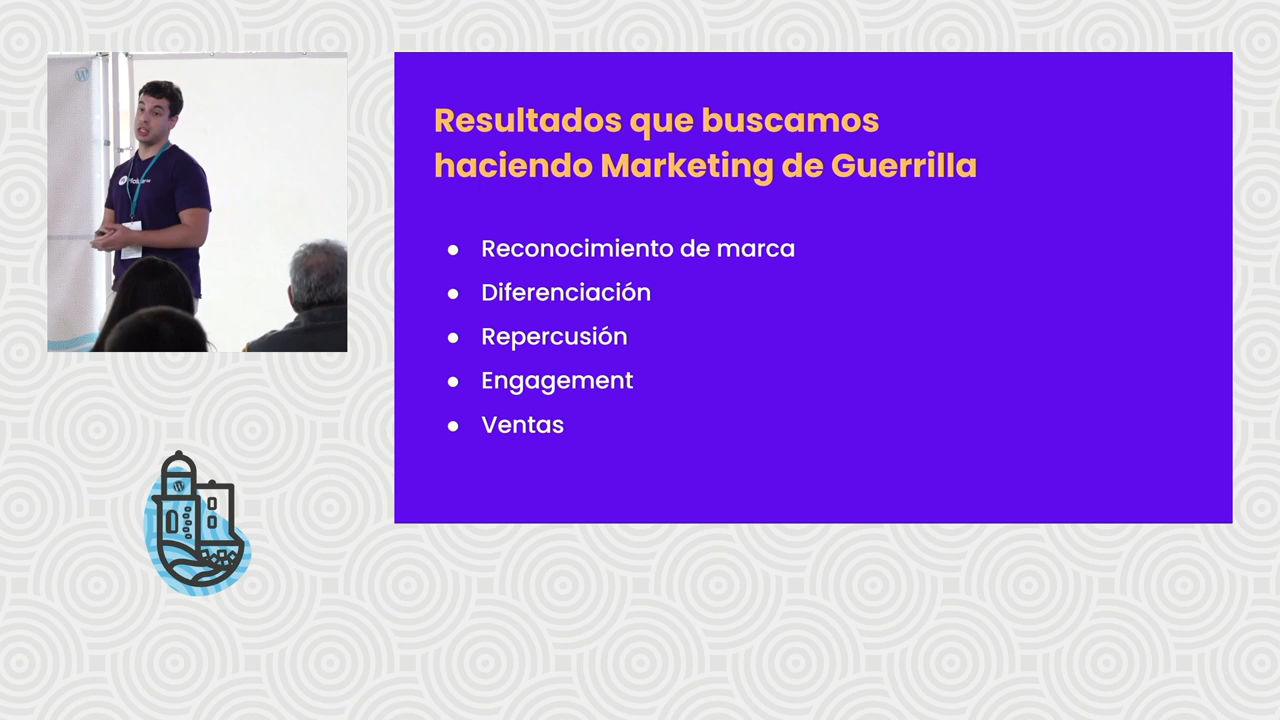 Resultados que buscamos
haciendo Marketing de Guerrilla
● Reconocimiento de marca
● Diferenciación
● Repercusión
● Engagement
● Ventas